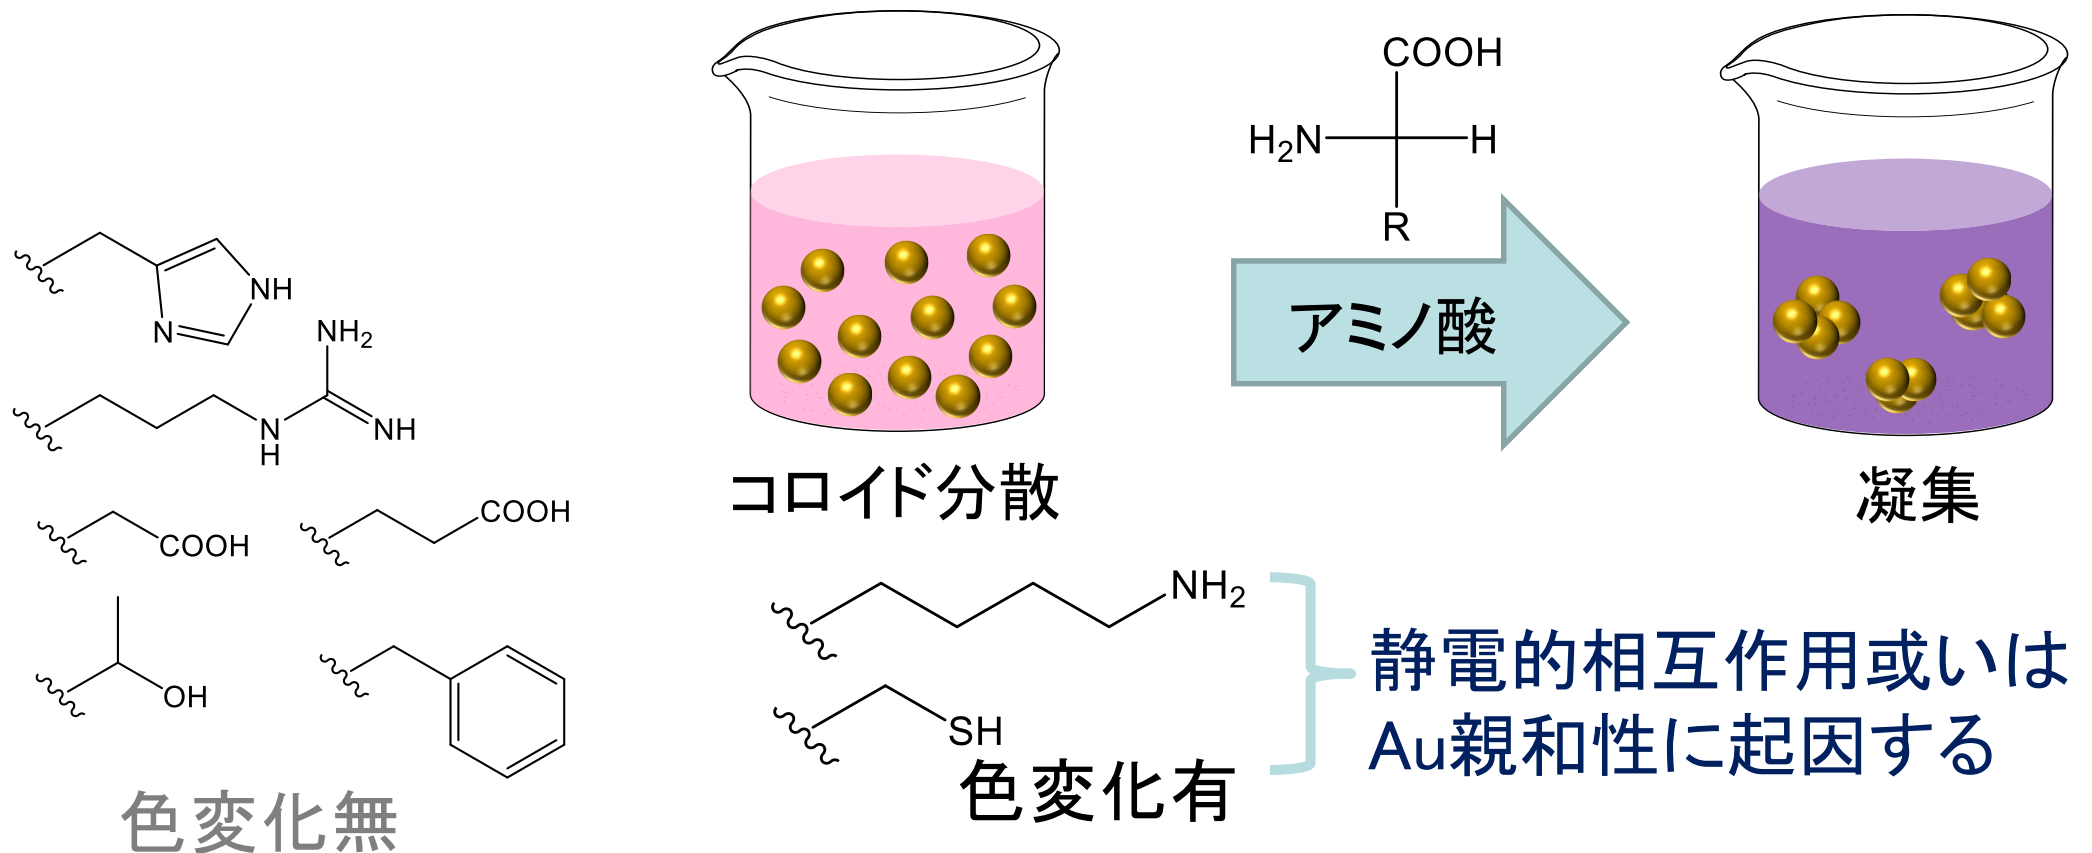 COOH
H2N
H
R
アミノ酸
コロイド分散
凝集
NH
N
NH2
N
H
NH
COOH
COOH
OH
色変化無
NH2
SH
色変化有
静電的相互作用或いは
Au親和性に起因する